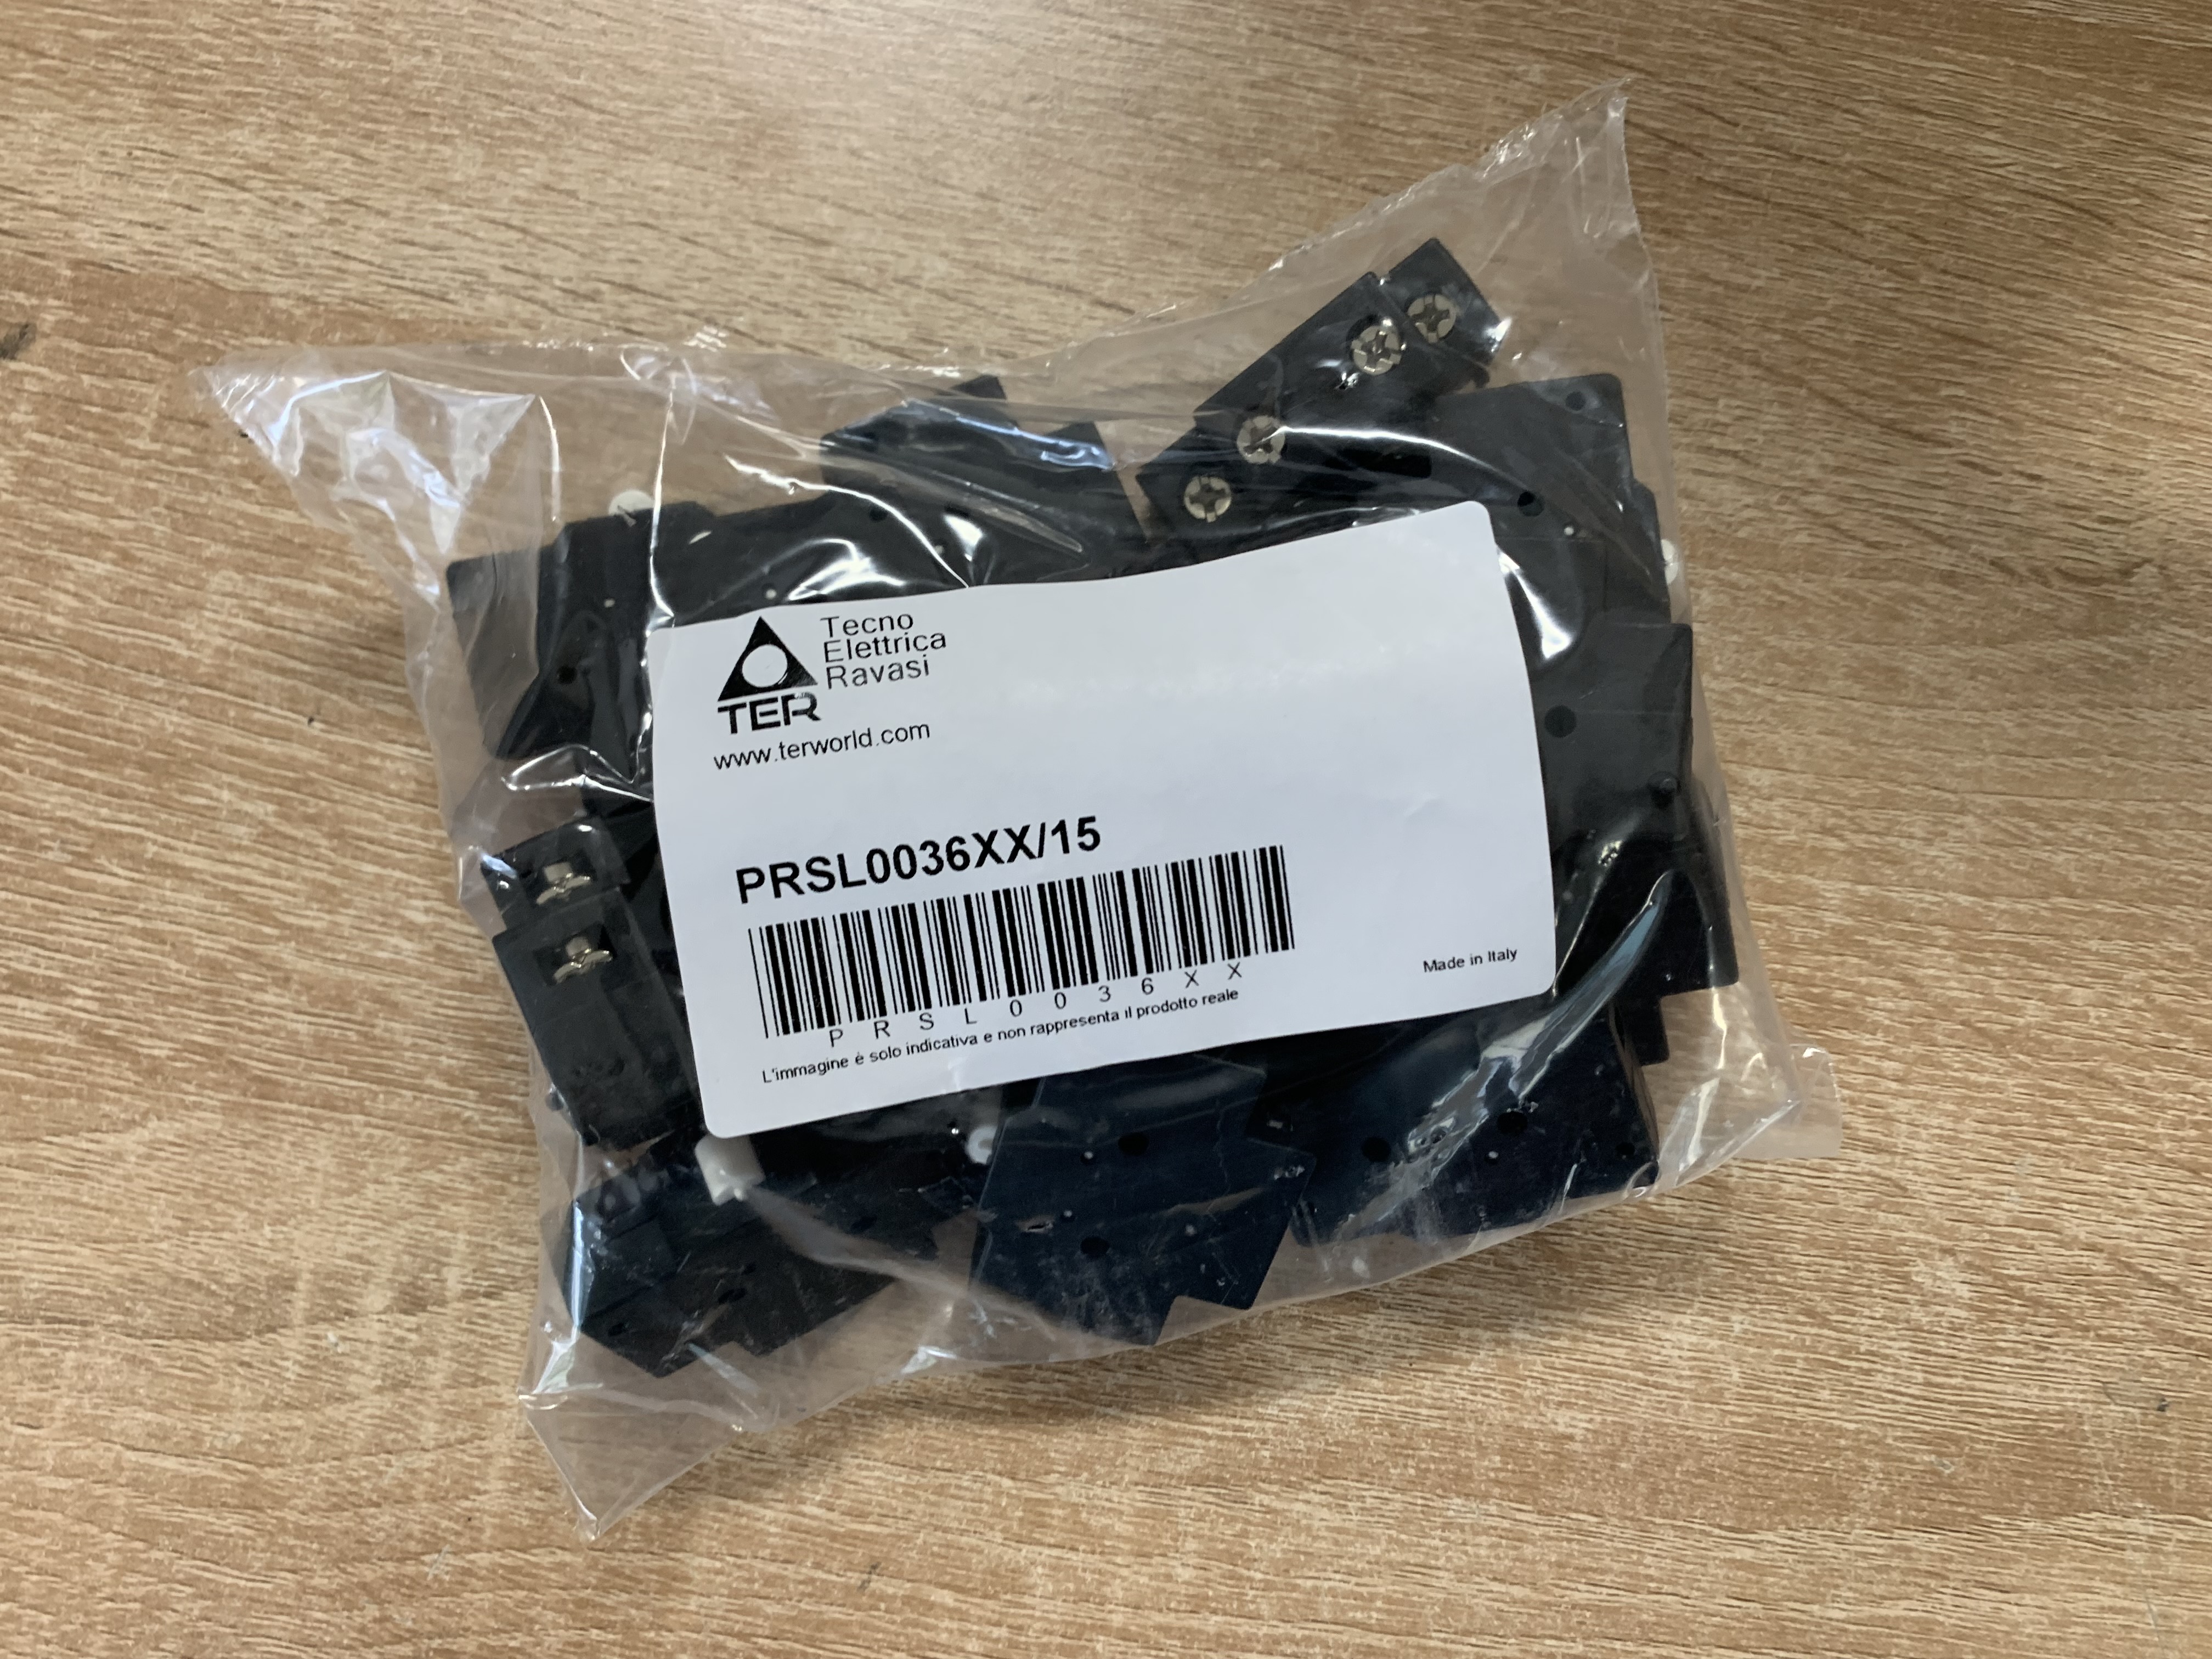 Tecno
Elettrica
Ravasi
TER
www.terworld.com
PRSL0036XX/15
P R S L 0 0 3 6 X X
L'immagine è solo indicativa e non rappresenta il prodotto reale
Made in Italy